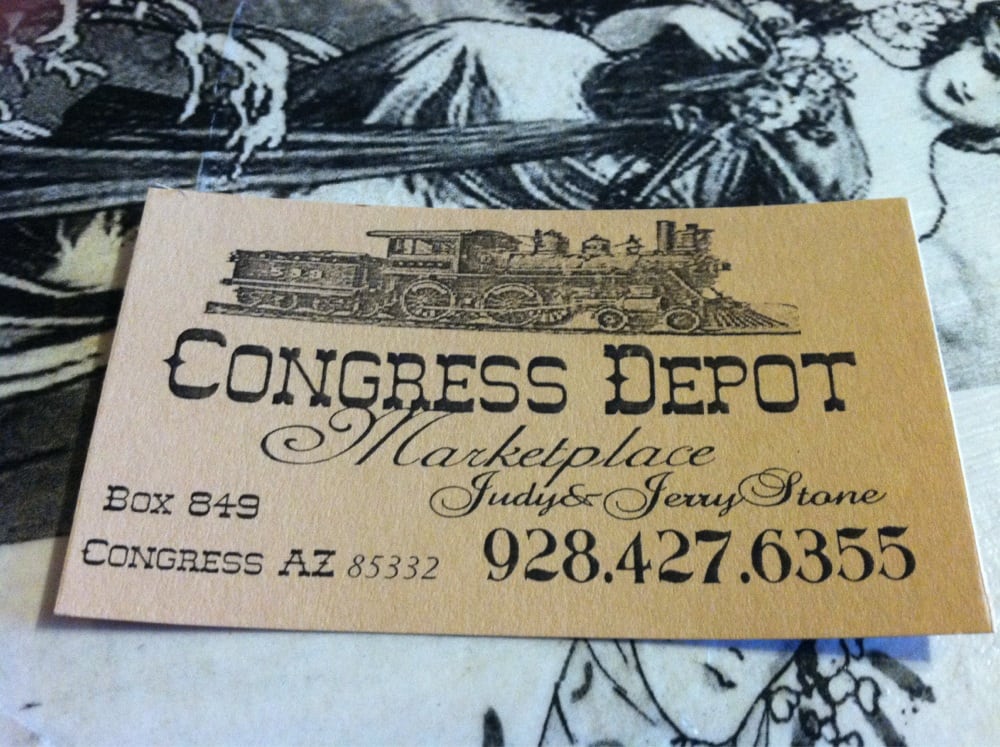 Congress Depot
Marketplace
Judy & Jerry Stone
Box 849
Congress AZ 85332
928.427.6355